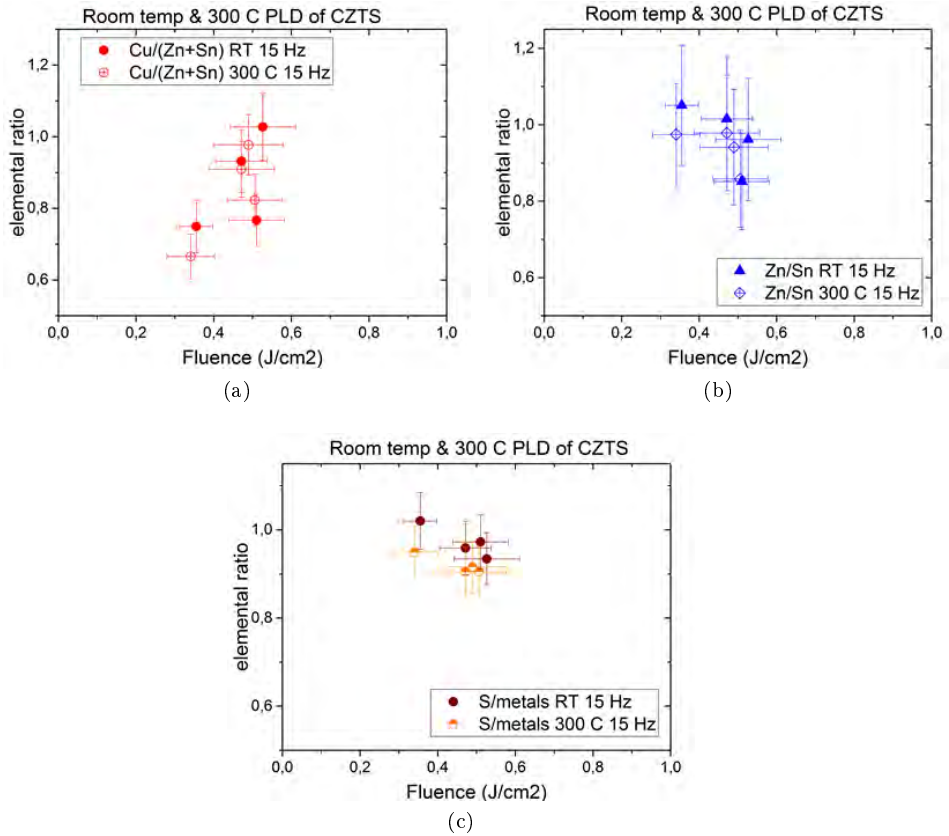 Room temp & 300 C PLD of CZTS
Cu/(Zn+Sn) RT 15 Hz
Cu/(Zn+Sn) 300 C 15 Hz
elemental ratio
1,2
1,0
0,8
0,6
0,0 0,2 0,4 0,6 0,8 1,0
Fluence (J/cm2)
(a)
Room temp & 300 C PLD of CZTS
elemental ratio
1,2
1,0
0,8
0,6
Zn/Sn RT 15 Hz
Zn/Sn 300 C 15 Hz
0,0 0,2 0,4 0,6 0,8 1,0
Fluence (J/cm2)
(b)
Room temp & 300 C PLD of CZTS
elemental ratio
1,0
0,8
0,6
S/metals RT 15 Hz
S/metals 300 C 15 Hz
0,0 0,2 0,4 0,6 0,8 1,0
Fluence (J/cm2)
(c)